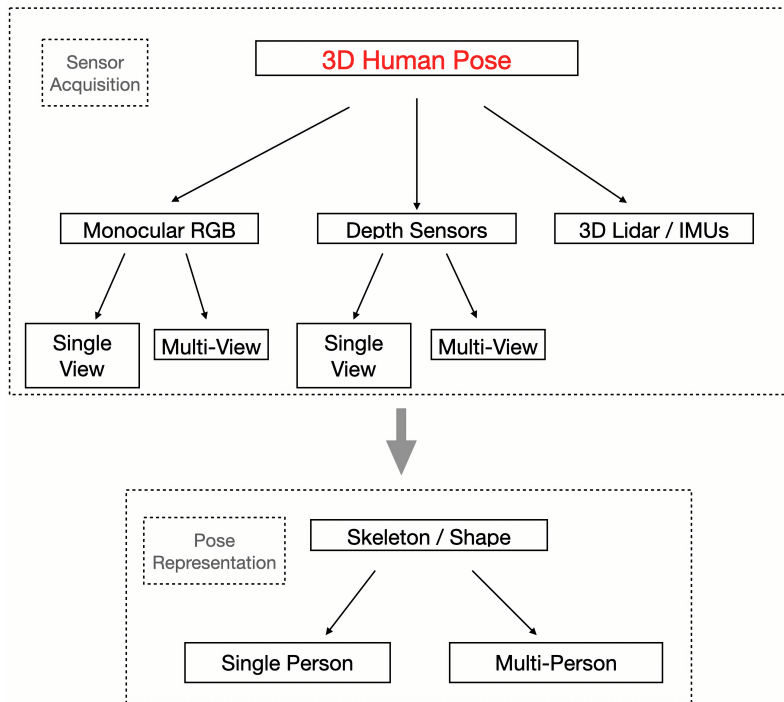 Sensor
Acquisition
3D Human Pose
Monocular RGB
Depth Sensors
3D Lidar / IMUs
Single
View
Multi-View
Single
View
Multi-View
Pose
Representation
Skeleton / Shape
Single Person
Multi-Person